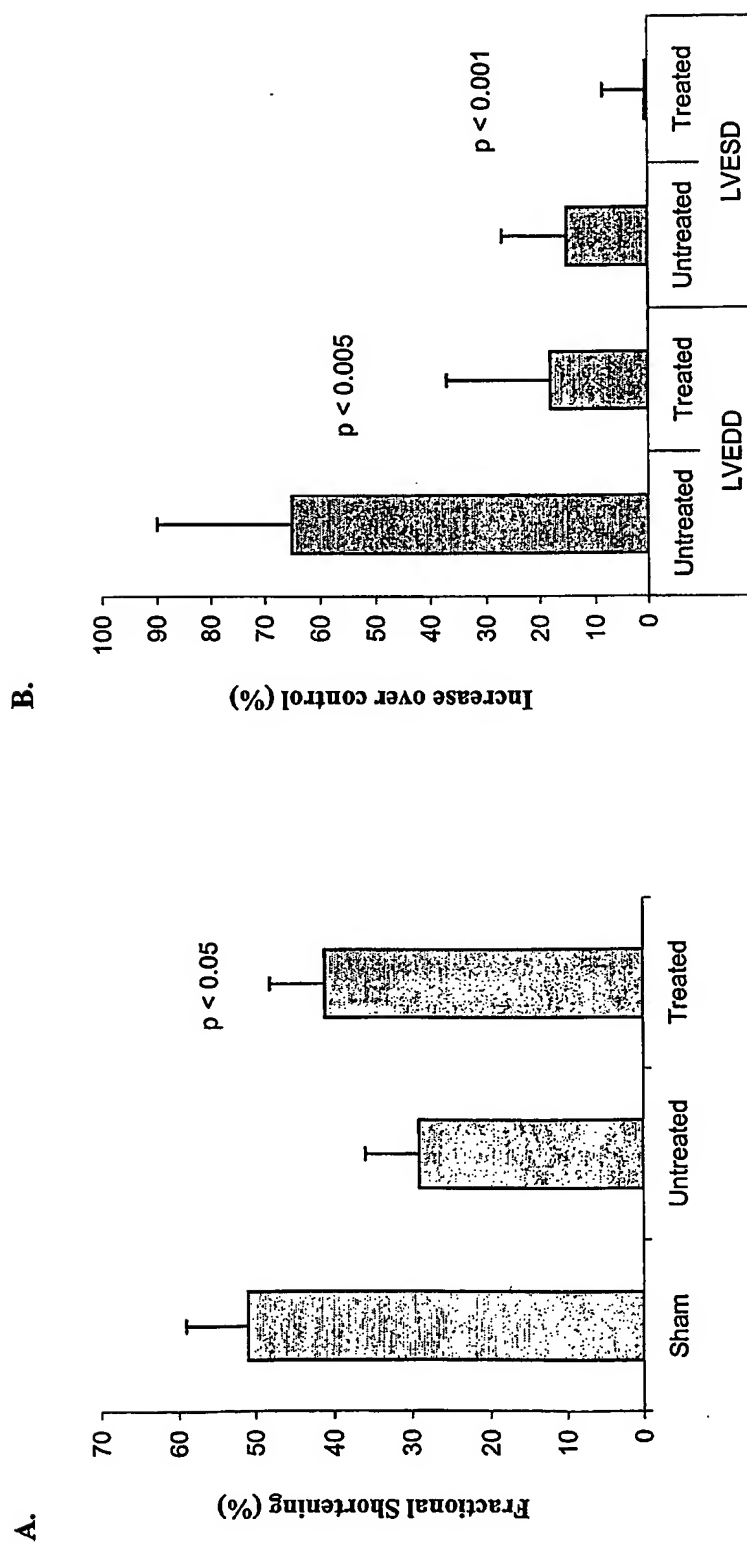 A.
Fractional Shortening (%)
70
60
50
40
30
20
10
0
p < 0.05
Sham
Untreated
Treated
B.
Increase over control (%)
100
90
80
70
60
50
40
30
20
10
0
p < 0.005
p < 0.001
Untreated
Treated
Untreated
Treated
LVEDD
LVESD